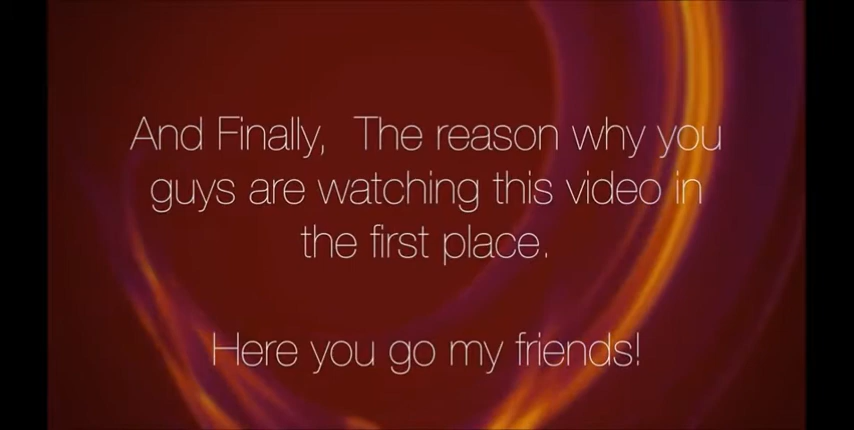 And Finally,  The reason why you
guys are watching this video in
the first place.
Here you go my friends!